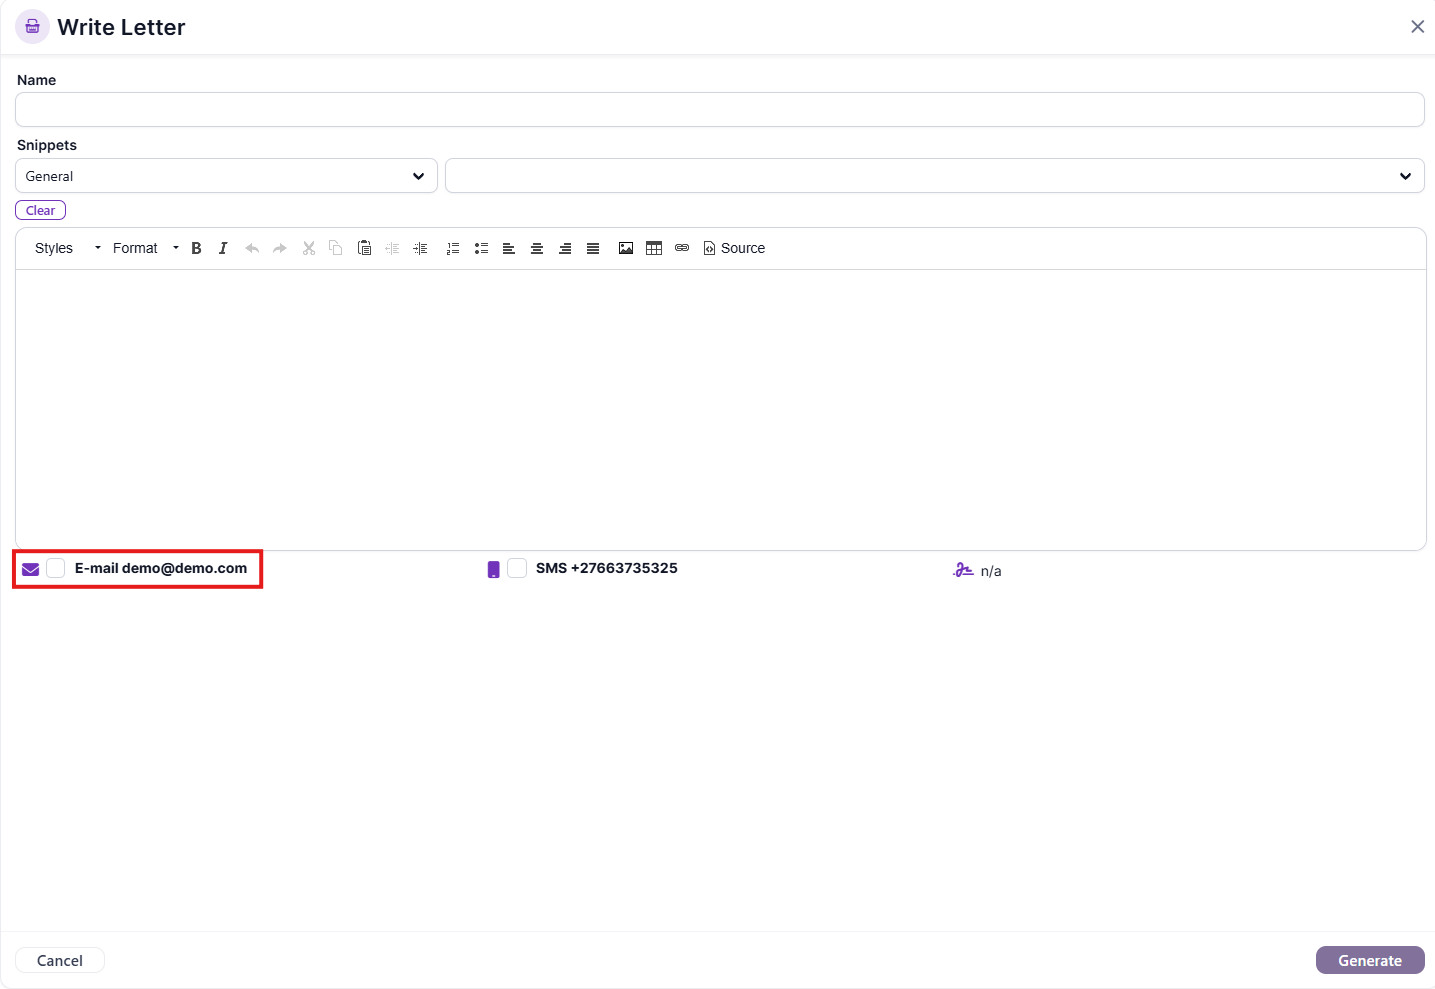 Write Letter
Name
Snippets
General
Clear
Styles Format B I Source
E-mail demo@demo.com SMS +27663735325 n/a
Cancel Generate